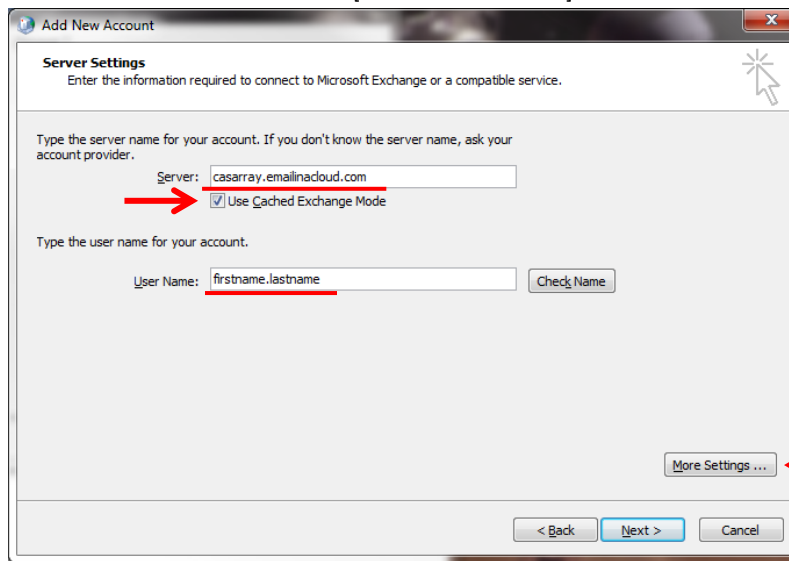 Add New Account
Server Settings
Enter the information required to connect to Microsoft Exchange or a compatible service.
Type the server name for your account. If you don't know the server name, ask your
account provider.
Server: casarray.emailinacloud.com
Use Cached Exchange Mode
Type the user name for your account.
User Name: firstname.lastname Check Name
More Settings ...
< Back Next > Cancel